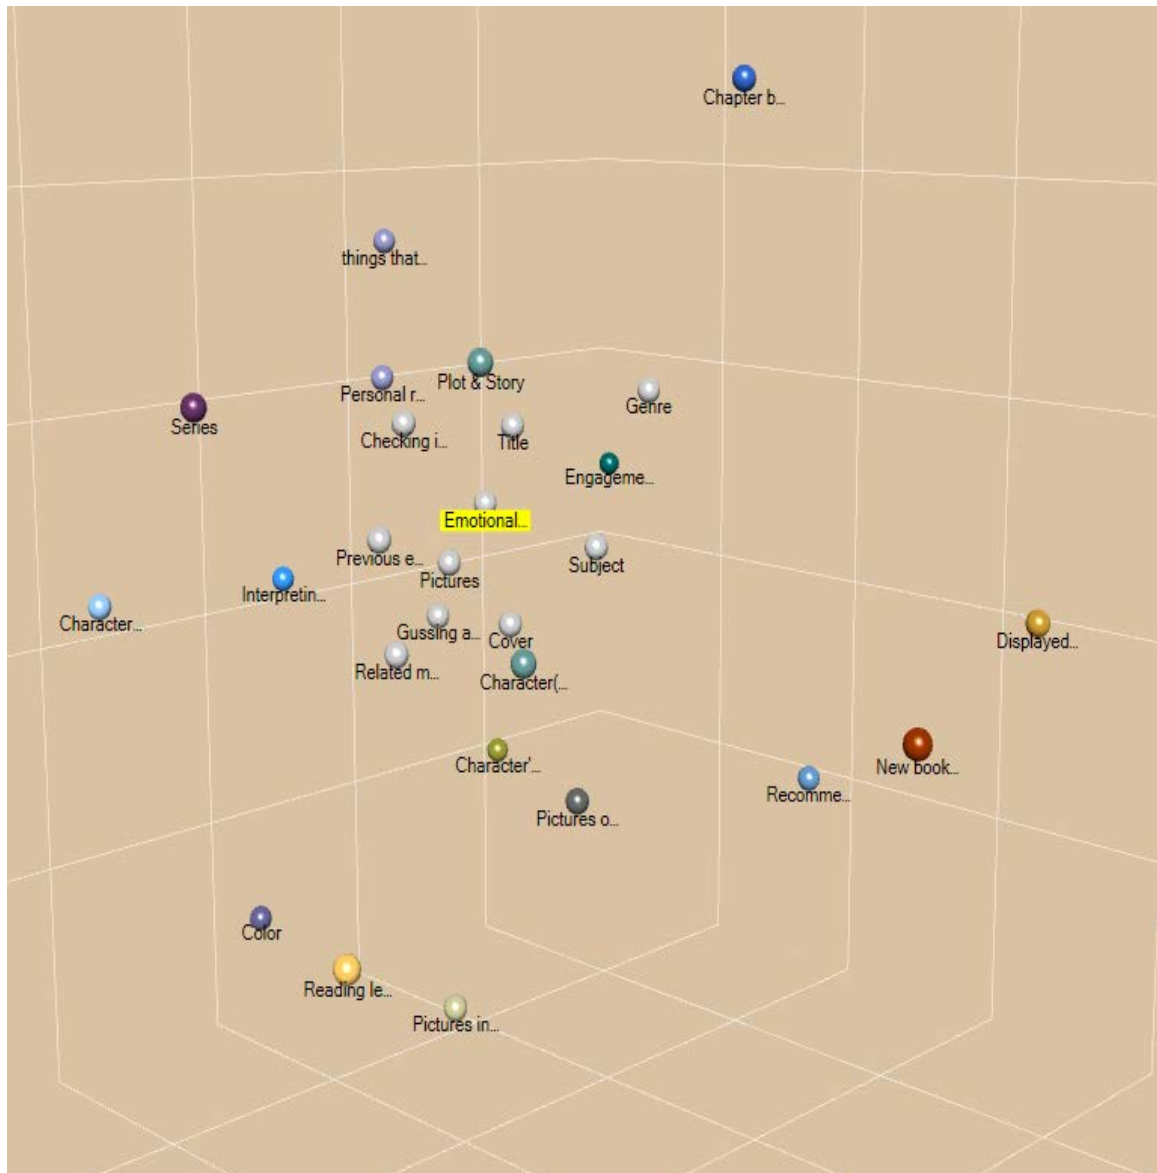 Chapter b...
things that...
Plot & Story
Personal r...
Genre
Series
Checking i...
Title
Engageme...
Emotional...
Previous e...
Subject
Pictures
Interpretin...
Character...
Gussing a...
Cover
Displayed...
Related m...
Character(...
Character'...
New book...
Recomme...
Pictures o...
Color
Reading le...
Pictures in...